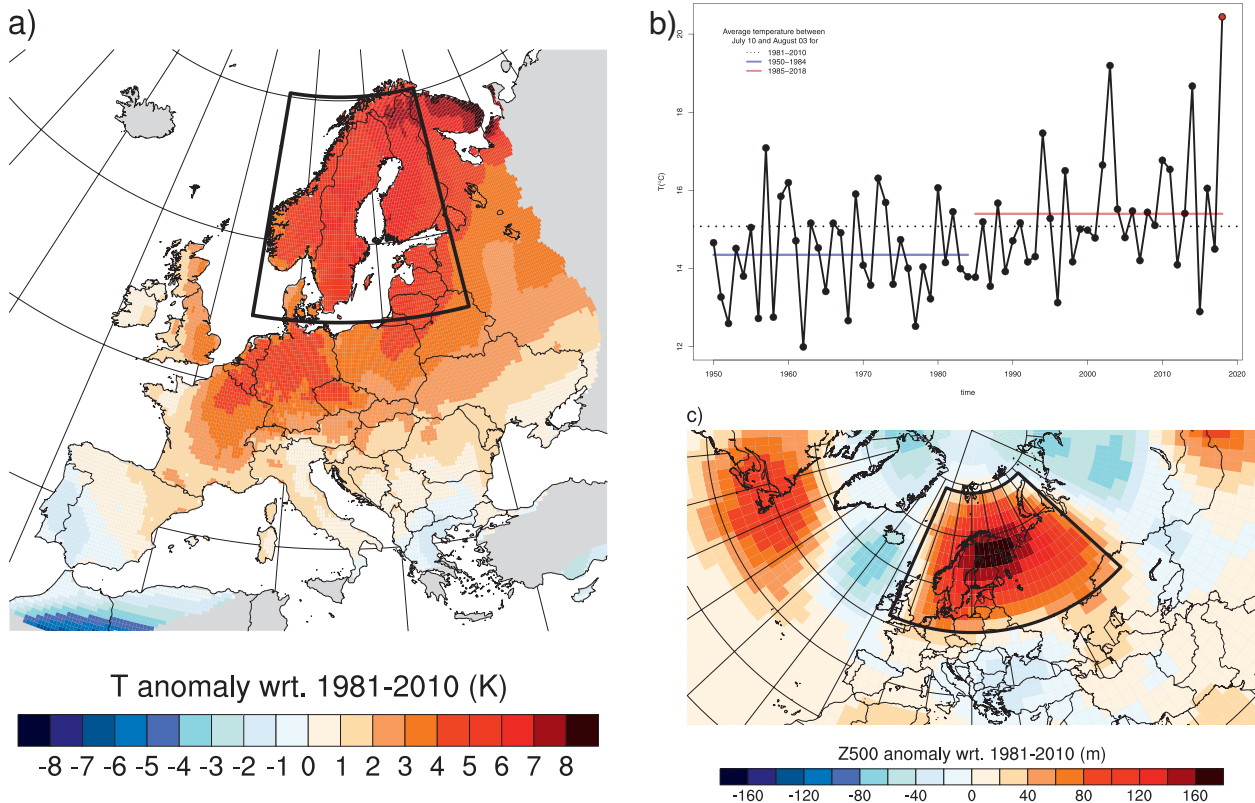 a)
T anomaly wrt. 1981-2010 (K)
-8 -7 -6 -5 -4 -3 -2 -1 0 1 2 3 4 5 6 7 8
b)
Average temperature between
July 10 and August 03 for
1981–2010
1950–1984
1985–2018
T(°C)
20
18
16
14
12
1950 1960 1970 1980 1990 2000 2010 2020
time
c)
Z500 anomaly wrt. 1981-2010 (m)
-160 -120 -80 -40 0 40 80 120 160